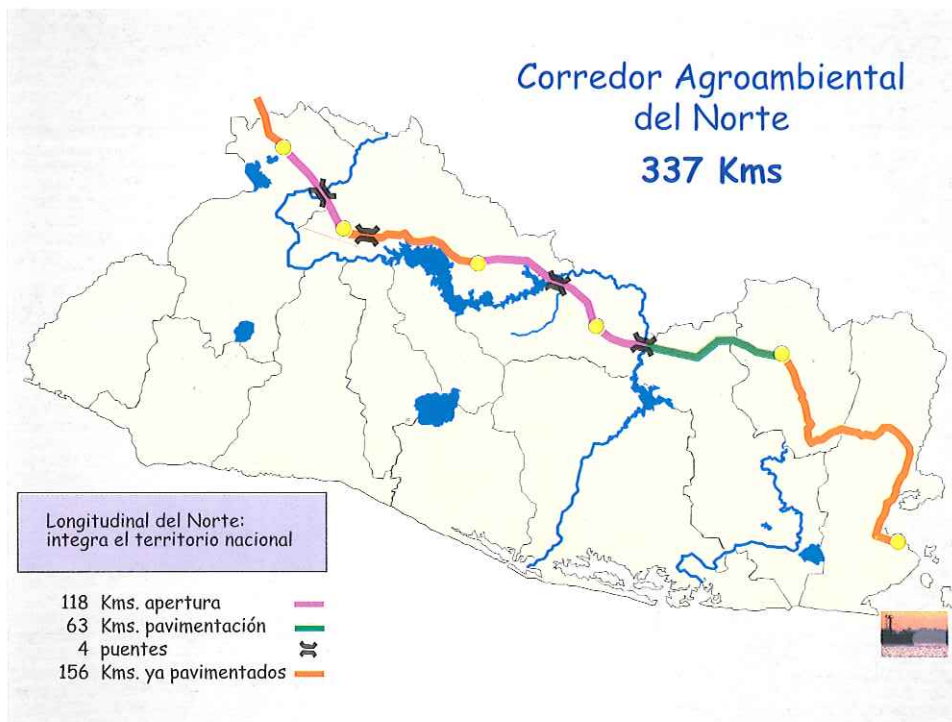 Corredor Agroambiental
del Norte
337 Kms
Longitudinal del Norte:
integra el territorio nacional
118 Kms. apertura
63 Kms. pavimentación
4 puentes
156 Kms. ya pavimentados